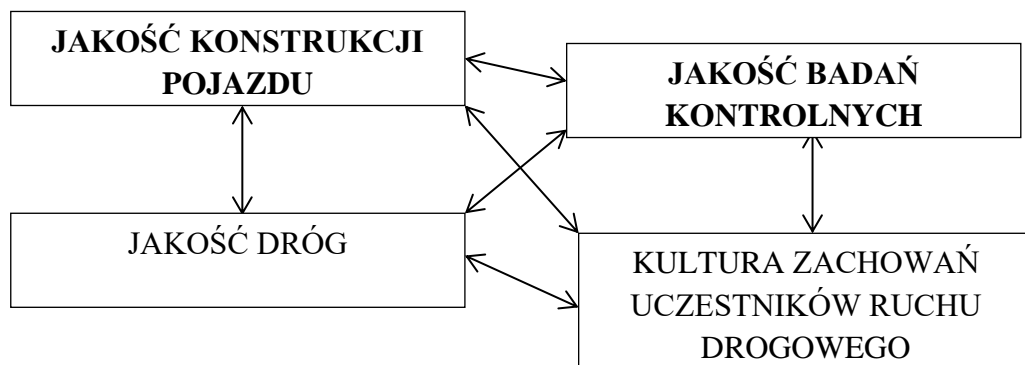 JAKOŚĆ KONSTRUKCJI
POJAZDU
JAKOŚĆ BADAŃ
KONTROLNYCH
JAKOŚĆ DRÓG
KULTURA ZACHOWAŃ
UCZESTNIKÓW RUCHU
DROGOWEGO